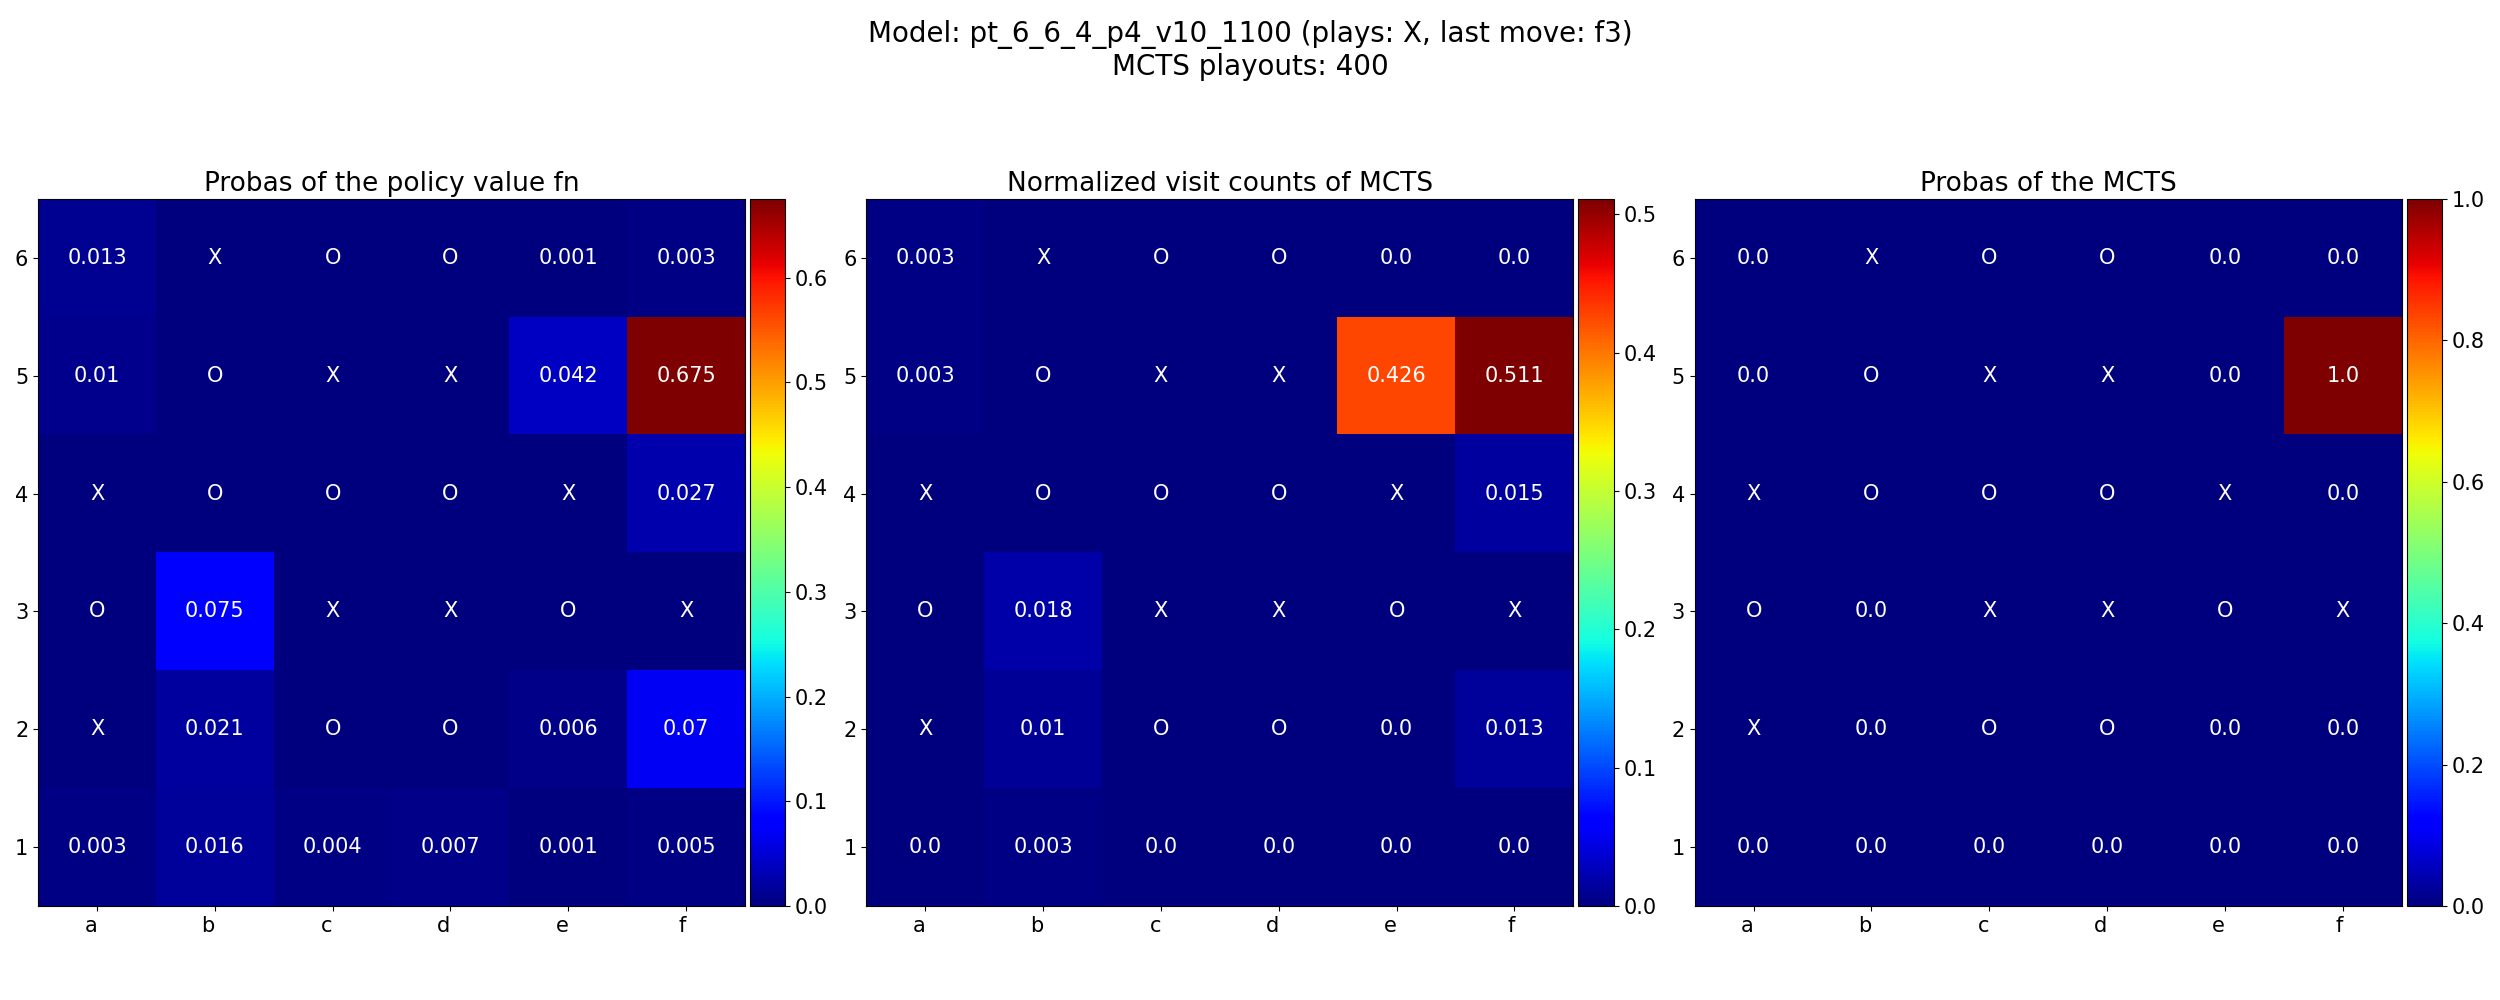 Model: pt_6_6_4_p4_v10_1100 (plays: X, last move: f3)
MCTS playouts: 400
Probas of the policy value fn
6 0.013 X O O 0.001 0.003
5 0.01 O X X 0.042 0.675
4 X O O O X 0.027
3 O 0.075 X X O X
2 X 0.021 O O 0.006 0.07
1 0.003 0.016 0.004 0.007 0.001 0.005
a b c d e f
0.6
0.5
0.4
0.3
0.2
0.1
0.0
Normalized visit counts of MCTS
6 0.003 X O O 0.0 0.0
5 0.003 O X X 0.426 0.511
4 X O O O X 0.015
3 O 0.018 X X O X
2 X 0.01 O O 0.0 0.013
1 0.0 0.003 0.0 0.0 0.0 0.0
a b c d e f
0.5
0.4
0.3
0.2
0.1
0.0
Probas of the MCTS
6 0.0 X O O 0.0 0.0
5 0.0 O X X 0.0 1.0
4 X O O O X 0.0
3 O 0.0 X X O X
2 X 0.0 O O 0.0 0.0
1 0.0 0.0 0.0 0.0 0.0 0.0
a b c d e f
1.0
0.8
0.6
0.4
0.2
0.0